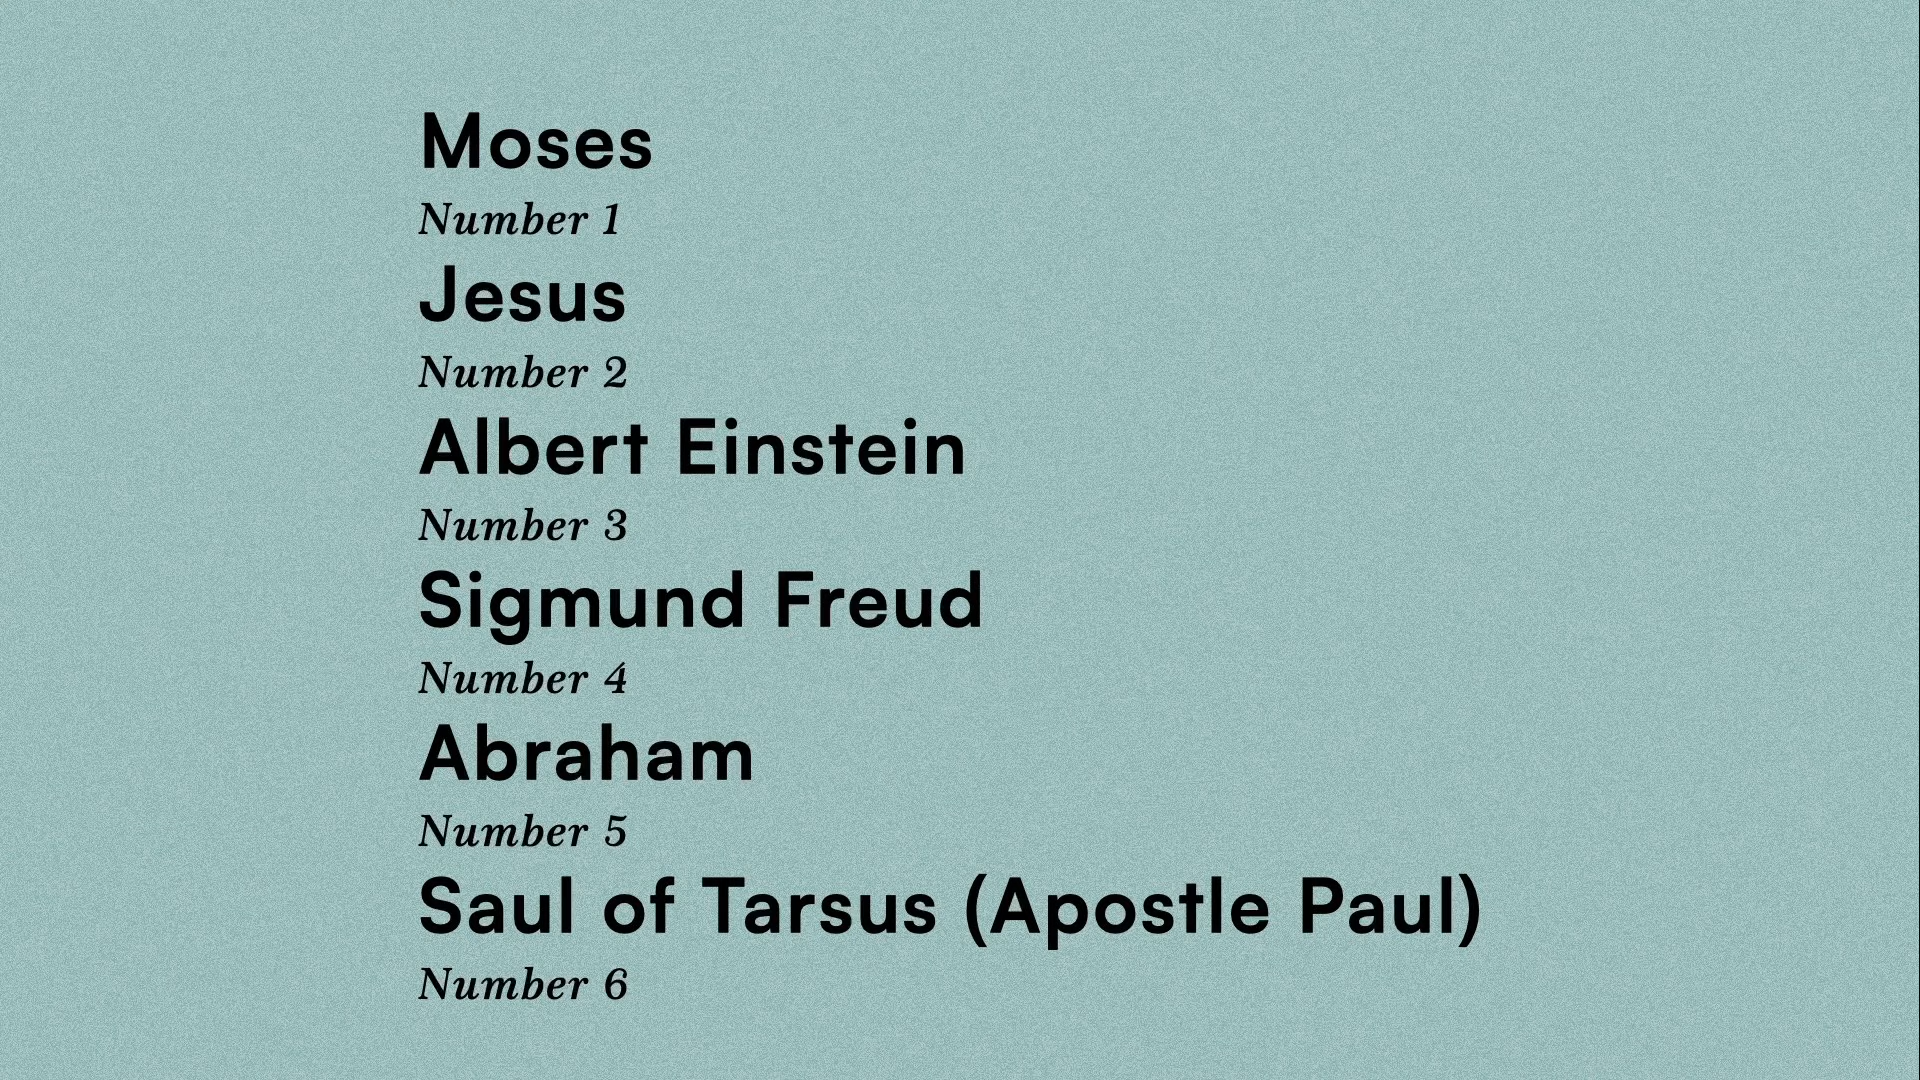 Moses
Number 1
Jesus
Number 2
Albert Einstein
Number 3
Sigmund Freud
Number 4
Abraham
Number 5
Saul of Tarsus (Apostle Paul)
Number 6